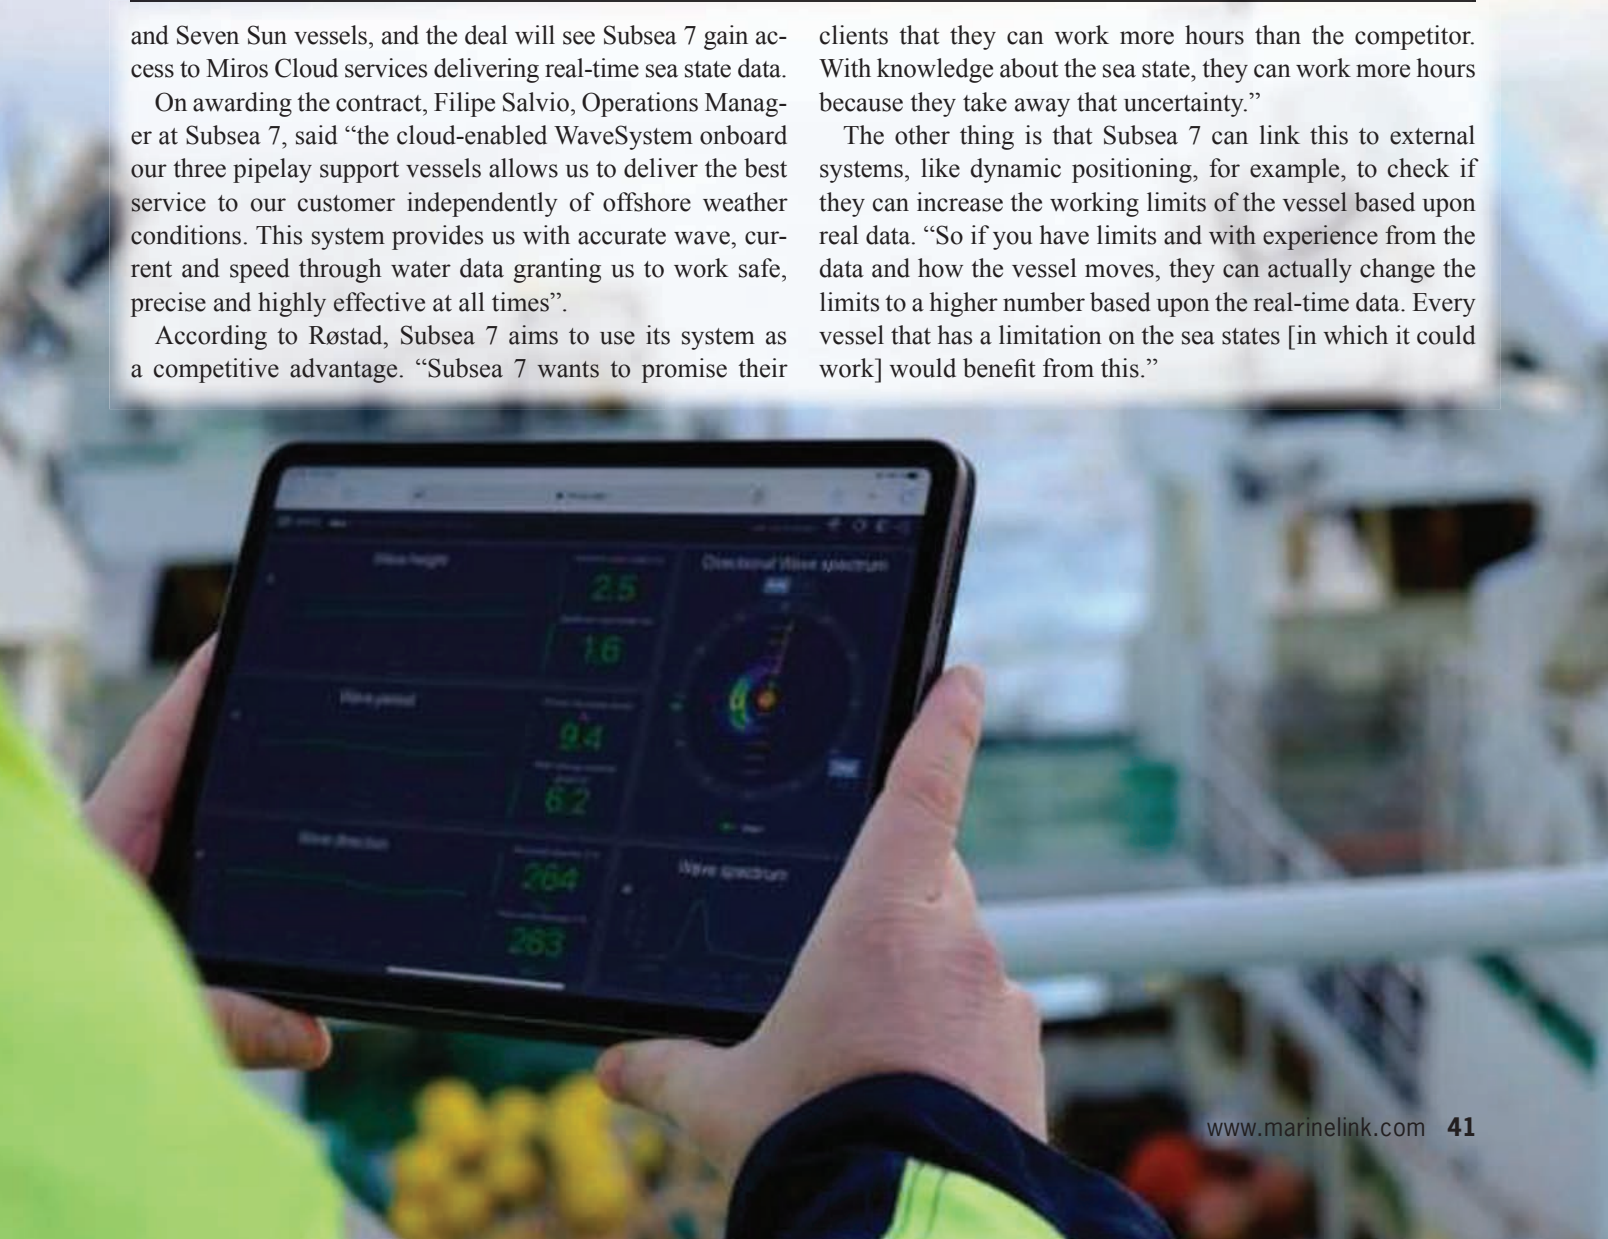 and Seven Sun vessels, and the deal will see Subsea 7 gain ac-
cess to Miros Cloud services delivering real-time sea state data.
On awarding the contract, Filipe Salvio, Operations Manag-
er at Subsea 7, said “the cloud-enabled WaveSystem onboard
our three pipelay support vessels allows us to deliver the best
service to our customer independently of offshore weather
conditions. This system provides us with accurate wave, cur-
rent and speed through water data granting us to work safe,
precise and highly effective at all times”.
According to Røstad, Subsea 7 aims to use its system as
a competitive advantage. “Subsea 7 wants to promise their
clients that they can work more hours than the competitor.
With knowledge about the sea state, they can work more hours
because they take away that uncertainty.”
The other thing is that Subsea 7 can link this to external
systems, like dynamic positioning, for example, to check if
they can increase the working limits of the vessel based upon
real data. “So if you have limits and with experience from the
data and how the vessel moves, they can actually change the
limits to a higher number based upon the real-time data. Every
vessel that has a limitation on the sea states [in which it could
work] would benefit from this.”
Wave height
2.5
1.6
Directional Wave spectrum
Wave period
9.4
6.2
Wave direction
264
263
Wave spectrum
www.marinelink.com 41